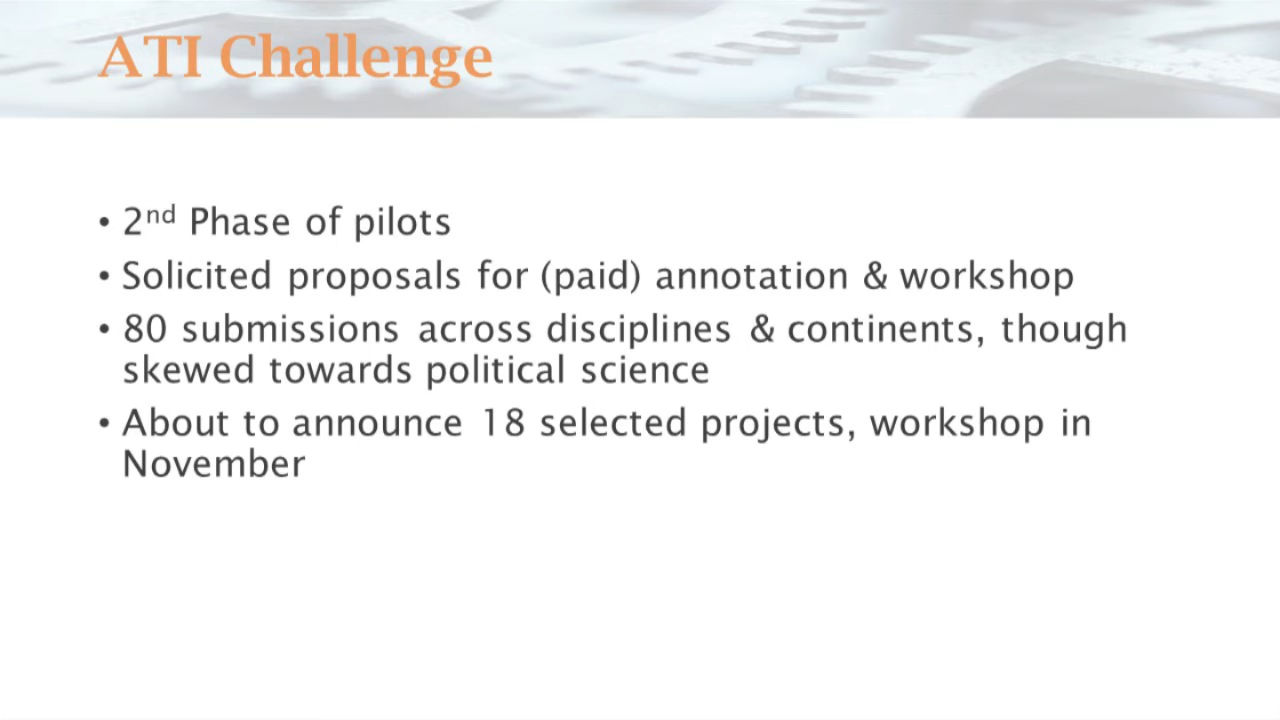 ATI Challenge
• 2nd Phase of pilots
• Solicited proposals for (paid) annotation & workshop
• 80 submissions across disciplines & continents, though
skewed towards political science
• About to announce 18 selected projects, workshop in
November